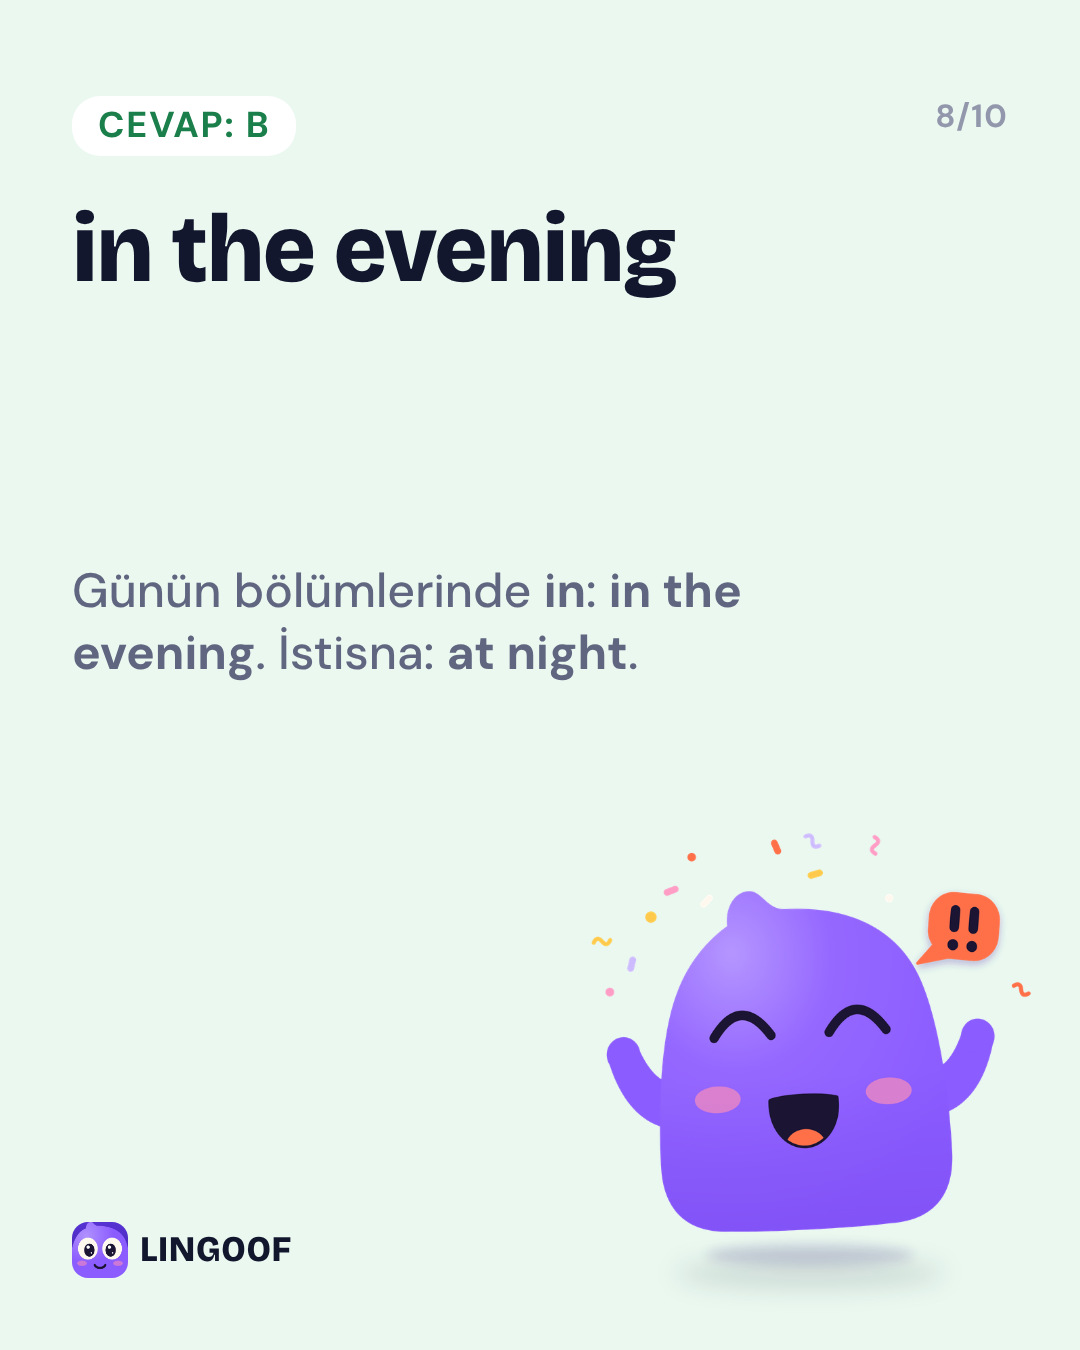 CEVAP: B
8/10
in the evening
Günün bölümlerinde in: in the
evening. İstisna: at night.
!!
LINGOOF